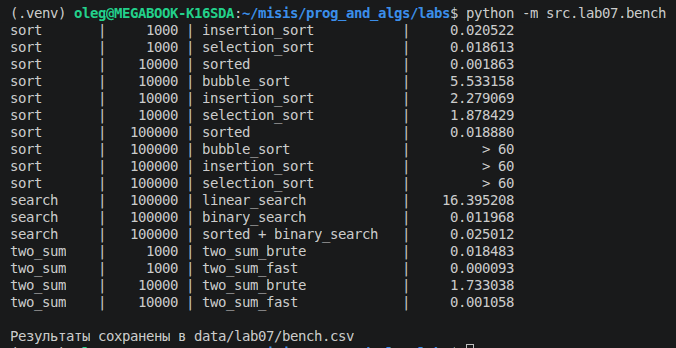 (.venv) oleg@MEGABOOK-K16SDA:~/misis/prog_and_algs/labs$ python -m src.lab07.bench
sort       |     1000 | insertion_sort           |     0.020522
sort       |     1000 | selection_sort           |     0.018613
sort       |    10000 | sorted                   |     0.001863
sort       |    10000 | bubble_sort              |     5.533158
sort       |    10000 | insertion_sort           |     2.279069
sort       |    10000 | selection_sort           |     1.878429
sort       |   100000 | sorted                   |     0.018880
sort       |   100000 | bubble_sort              |         > 60
sort       |   100000 | insertion_sort           |         > 60
sort       |   100000 | selection_sort           |         > 60
search     |   100000 | linear_search            |    16.395208
search     |   100000 | binary_search            |     0.011968
search     |   100000 | sorted + binary_search   |     0.025012
two_sum    |     1000 | two_sum_brute            |     0.018483
two_sum    |     1000 | two_sum_fast             |     0.000093
two_sum    |    10000 | two_sum_brute            |     1.733038
two_sum    |    10000 | two_sum_fast             |     0.001058
Результаты сохранены в data/lab07/bench.csv